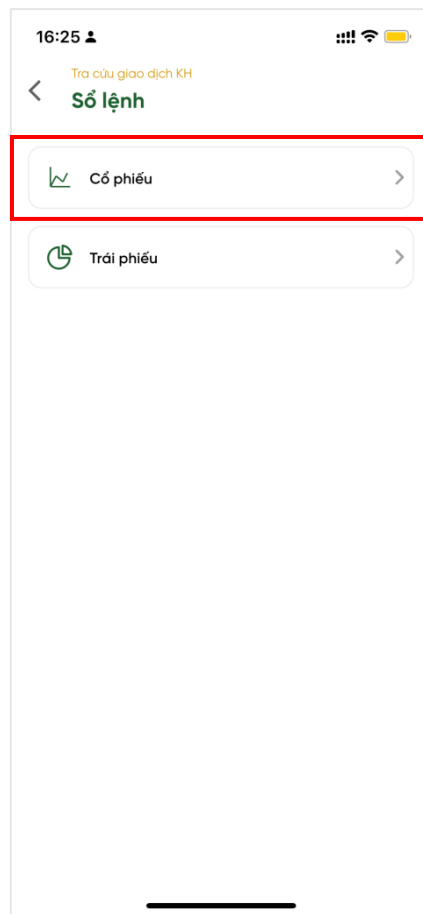 16:25
Tra cứu giao dịch KH
Sổ lệnh
Cổ phiếu
Trái phiếu